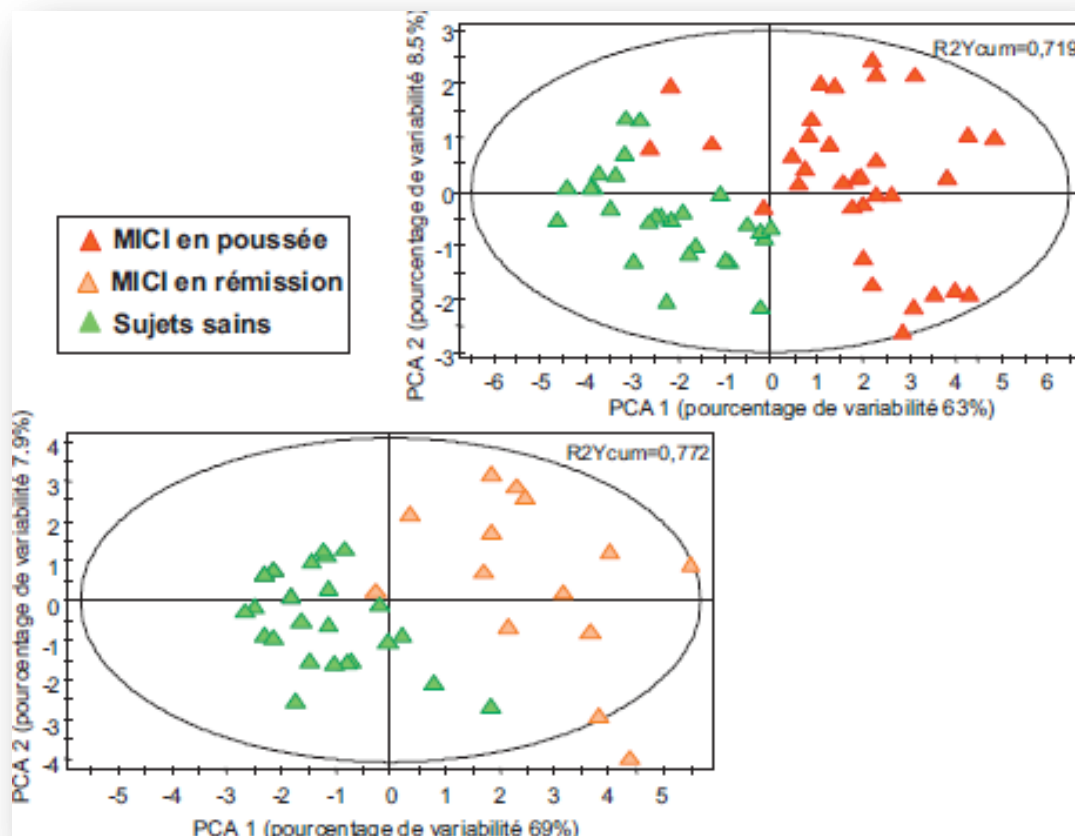 PCA 2 (pourcentage de variabilité 8.5%)
3
2
1
0
-1
-2
-3
R2Ycum=0,719
-6 -5 -4 -3 -2 -1 0 1 2 3 4 5 6
PCA 1 (pourcentage de variabilité 63%)
MICI en poussée
MICI en rémission
Sujets sains
PCA 2 (pourcentage de variabilité 7.9%)
4
3
2
1
0
-1
-2
-3
-4
R2Ycum=0,772
-5 -4 -3 -2 -1 0 1 2 3 4 5
PCA 1 (pourcentage de variabilité 69%)